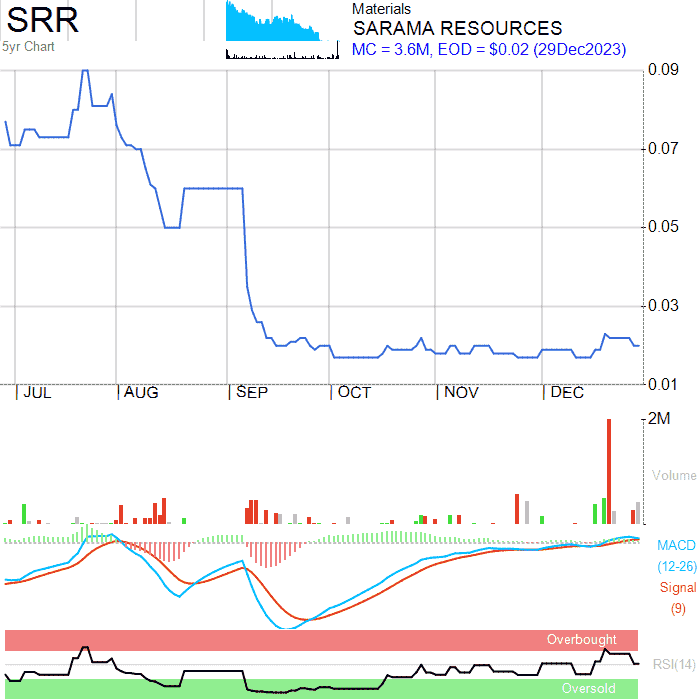 SRR
5yr Chart
Materials
SARAMA RESOURCES
MC = 3.6M, EOD = $0.02 (29Dec2023)
0.09
0.07
0.05
0.03
0.01
JUL AUG SEP OCT NOV DEC
2M
Volume
MACD
(12-26)
Signal
(9)
Overbought
RSI(14)
Oversold